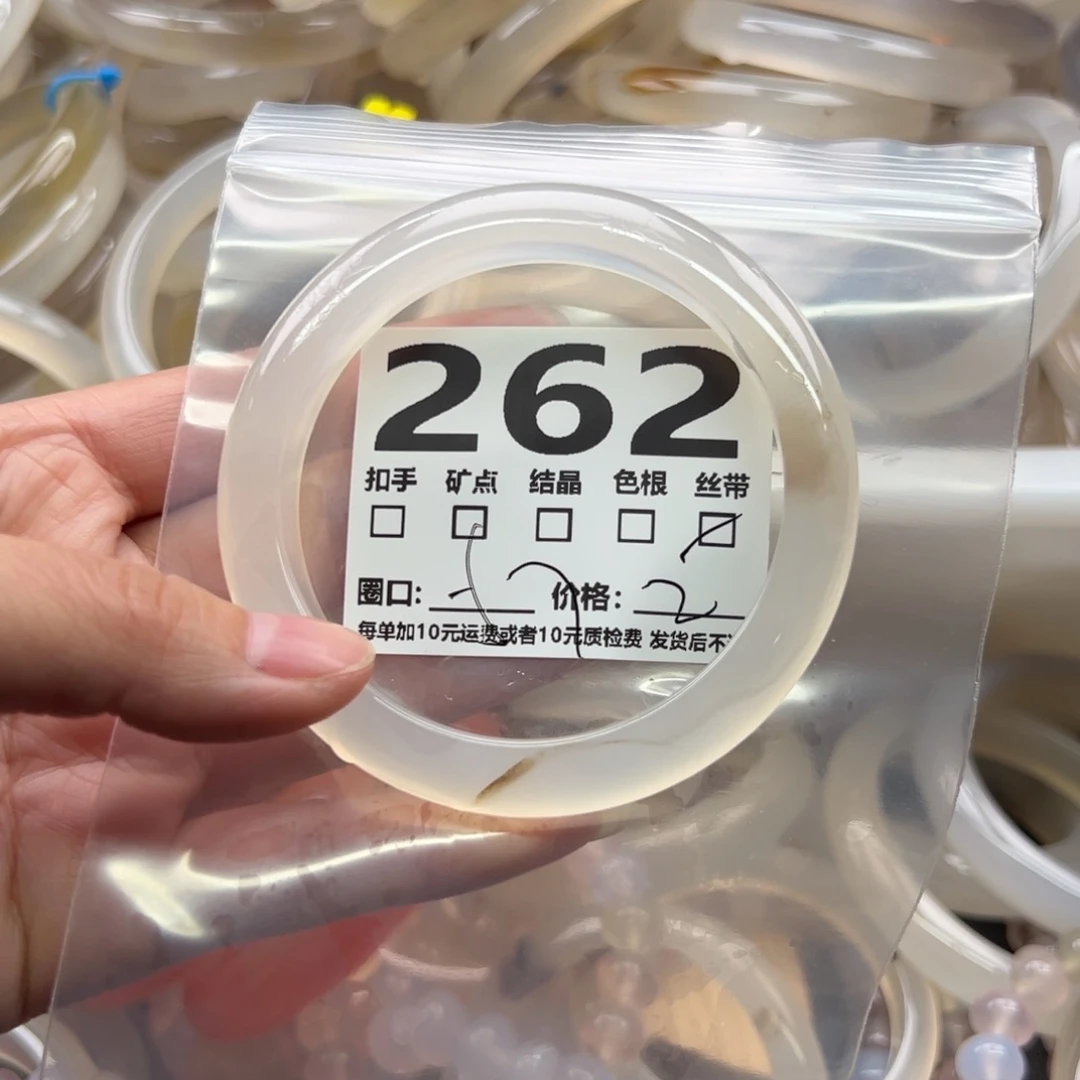 262
扣手 矿点 结晶 色根 丝带
圈口: 价格:
每单加10元运费或者10元质检费 发货后不